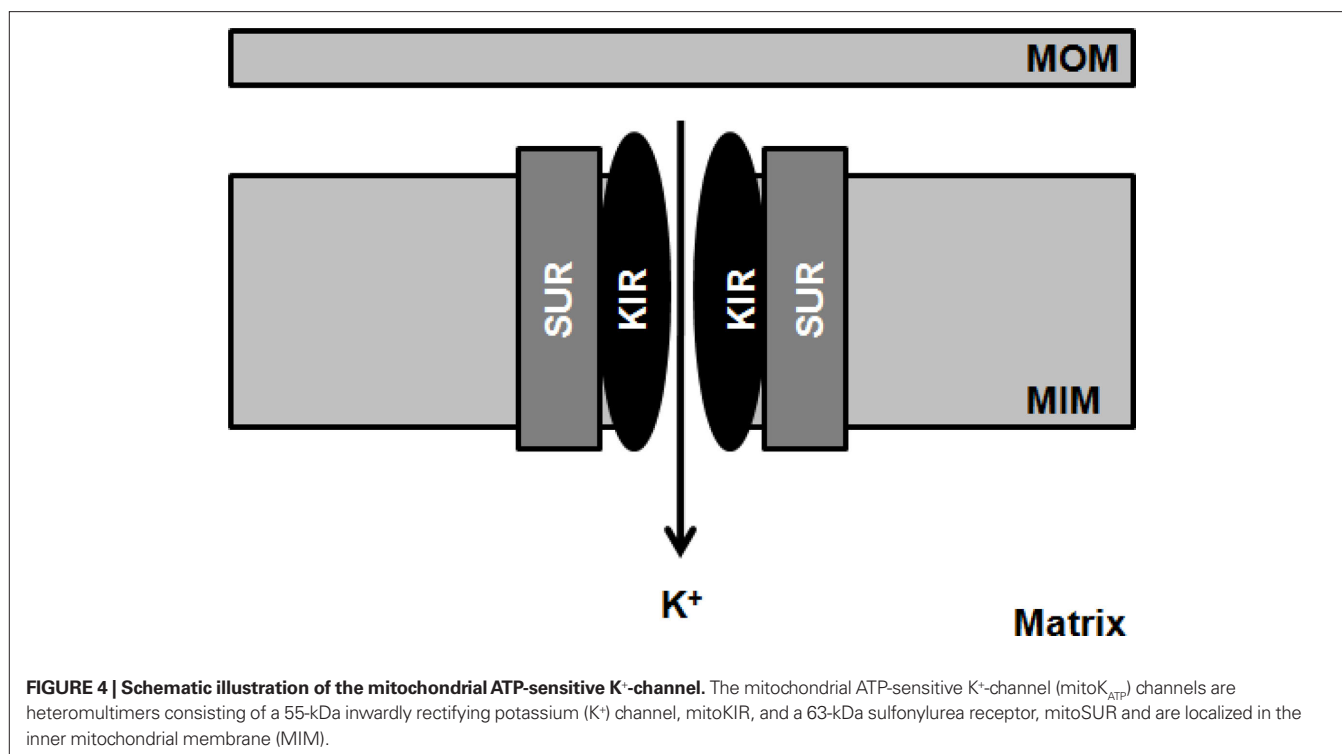 MOM
SUR
KIR
KIR
SUR
MIM
K⁺
Matrix
FIGURE 4 | Schematic illustration of the mitochondrial ATP-sensitive K⁺-channel. The mitochondrial ATP-sensitive K⁺-channel (mitoK_ATP) channels are
heteromultimers consisting of a 55-kDa inwardly rectifying potassium (K⁺) channel, mitoKIR, and a 63-kDa sulfonylurea receptor, mitoSUR and are localized in the
inner mitochondrial membrane (MIM).